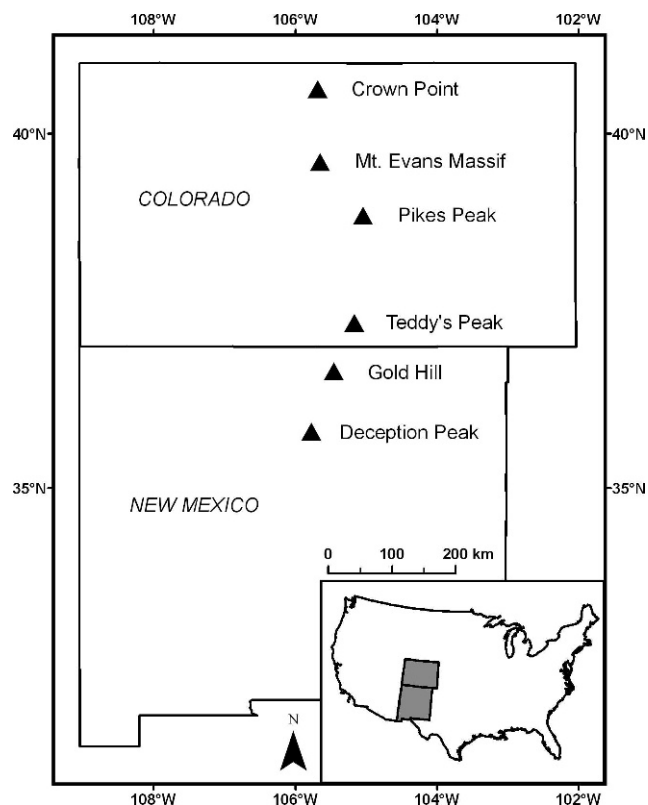 108°W 106°W 104°W 102°W
Crown Point
40°N 40°N
Mt. Evans Massif
COLORADO
Pikes Peak
Teddy's Peak
Gold Hill
Deception Peak
35°N 35°N
NEW MEXICO
0 100 200 km
N
108°W 106°W 104°W 102°W